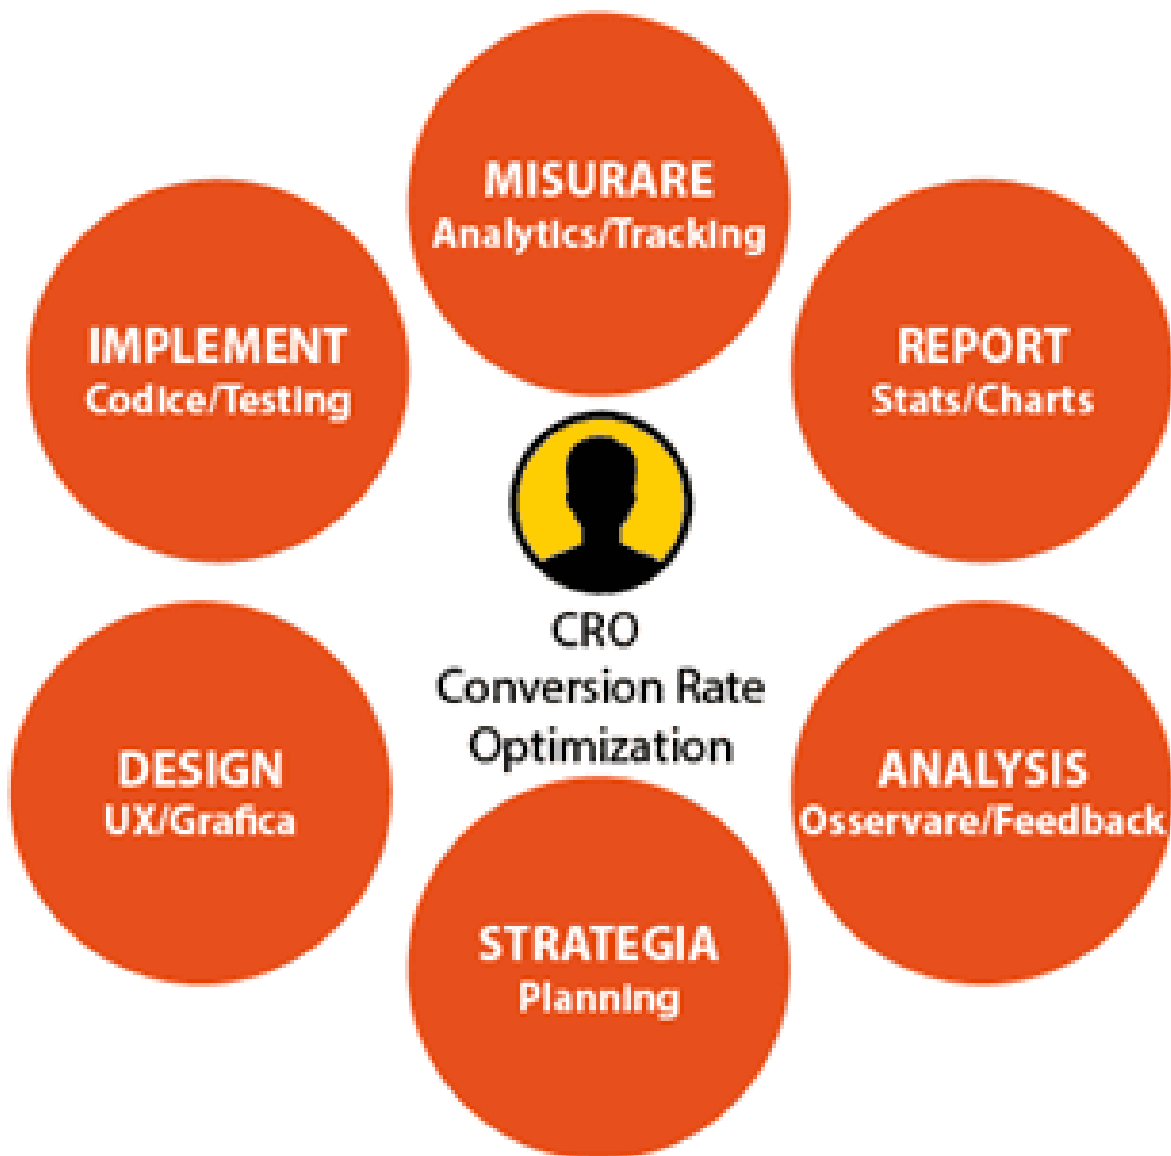 MISURARE
Analytics/Tracking
IMPLEMENT
Codice/Testing
REPORT
Stats/Charts
CRO
Conversion Rate
Optimization
DESIGN
UX/Grafica
ANALYSIS
Osservare/Feedback
STRATEGIA
Planning